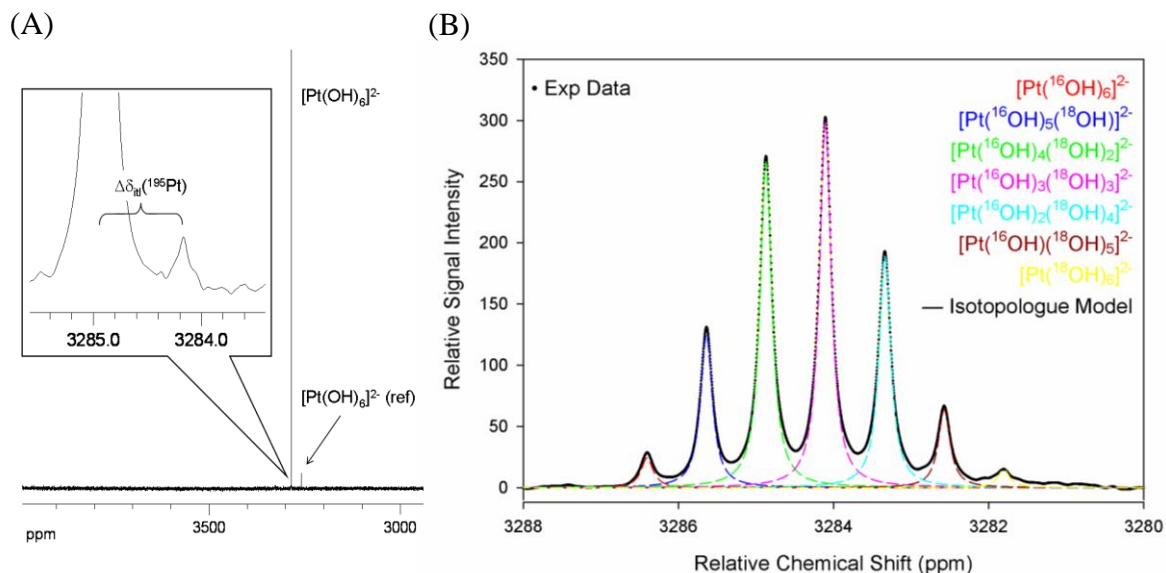 (A)
[Pt(OH)₆]²⁻
Δδᵢₜₗ(¹⁹⁵Pt)
3285.0 3284.0
[Pt(OH)₆]²⁻ (ref)
ppm 3500 3000
(B)
350
300
250
200
150
100
50
0
Relative Signal Intensity
• Exp Data
[Pt(¹⁶OH)₆]²⁻
[Pt(¹⁶OH)₅(¹⁸OH)]²⁻
[Pt(¹⁶OH)₄(¹⁸OH)₂]²⁻
[Pt(¹⁶OH)₃(¹⁸OH)₃]²⁻
[Pt(¹⁶OH)₂(¹⁸OH)₄]²⁻
[Pt(¹⁶OH)(¹⁸OH)₅]²⁻
[Pt(¹⁸OH)₆]²⁻
— Isotopologue Model
3288 3286 3284 3282 3280
Relative Chemical Shift (ppm)